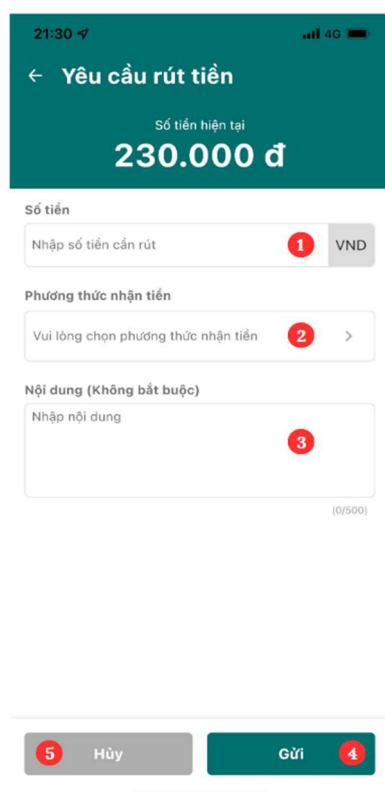 21:30 4G
← Yêu cầu rút tiền
Số tiền hiện tại
230.000 đ
Số tiền
Nhập số tiền cần rút 1 VND
Phương thức nhận tiền
Vui lòng chọn phương thức nhận tiền 2 >
Nội dung (Không bắt buộc)
Nhập nội dung
3
(0/500)
5 Hủy Gửi 4